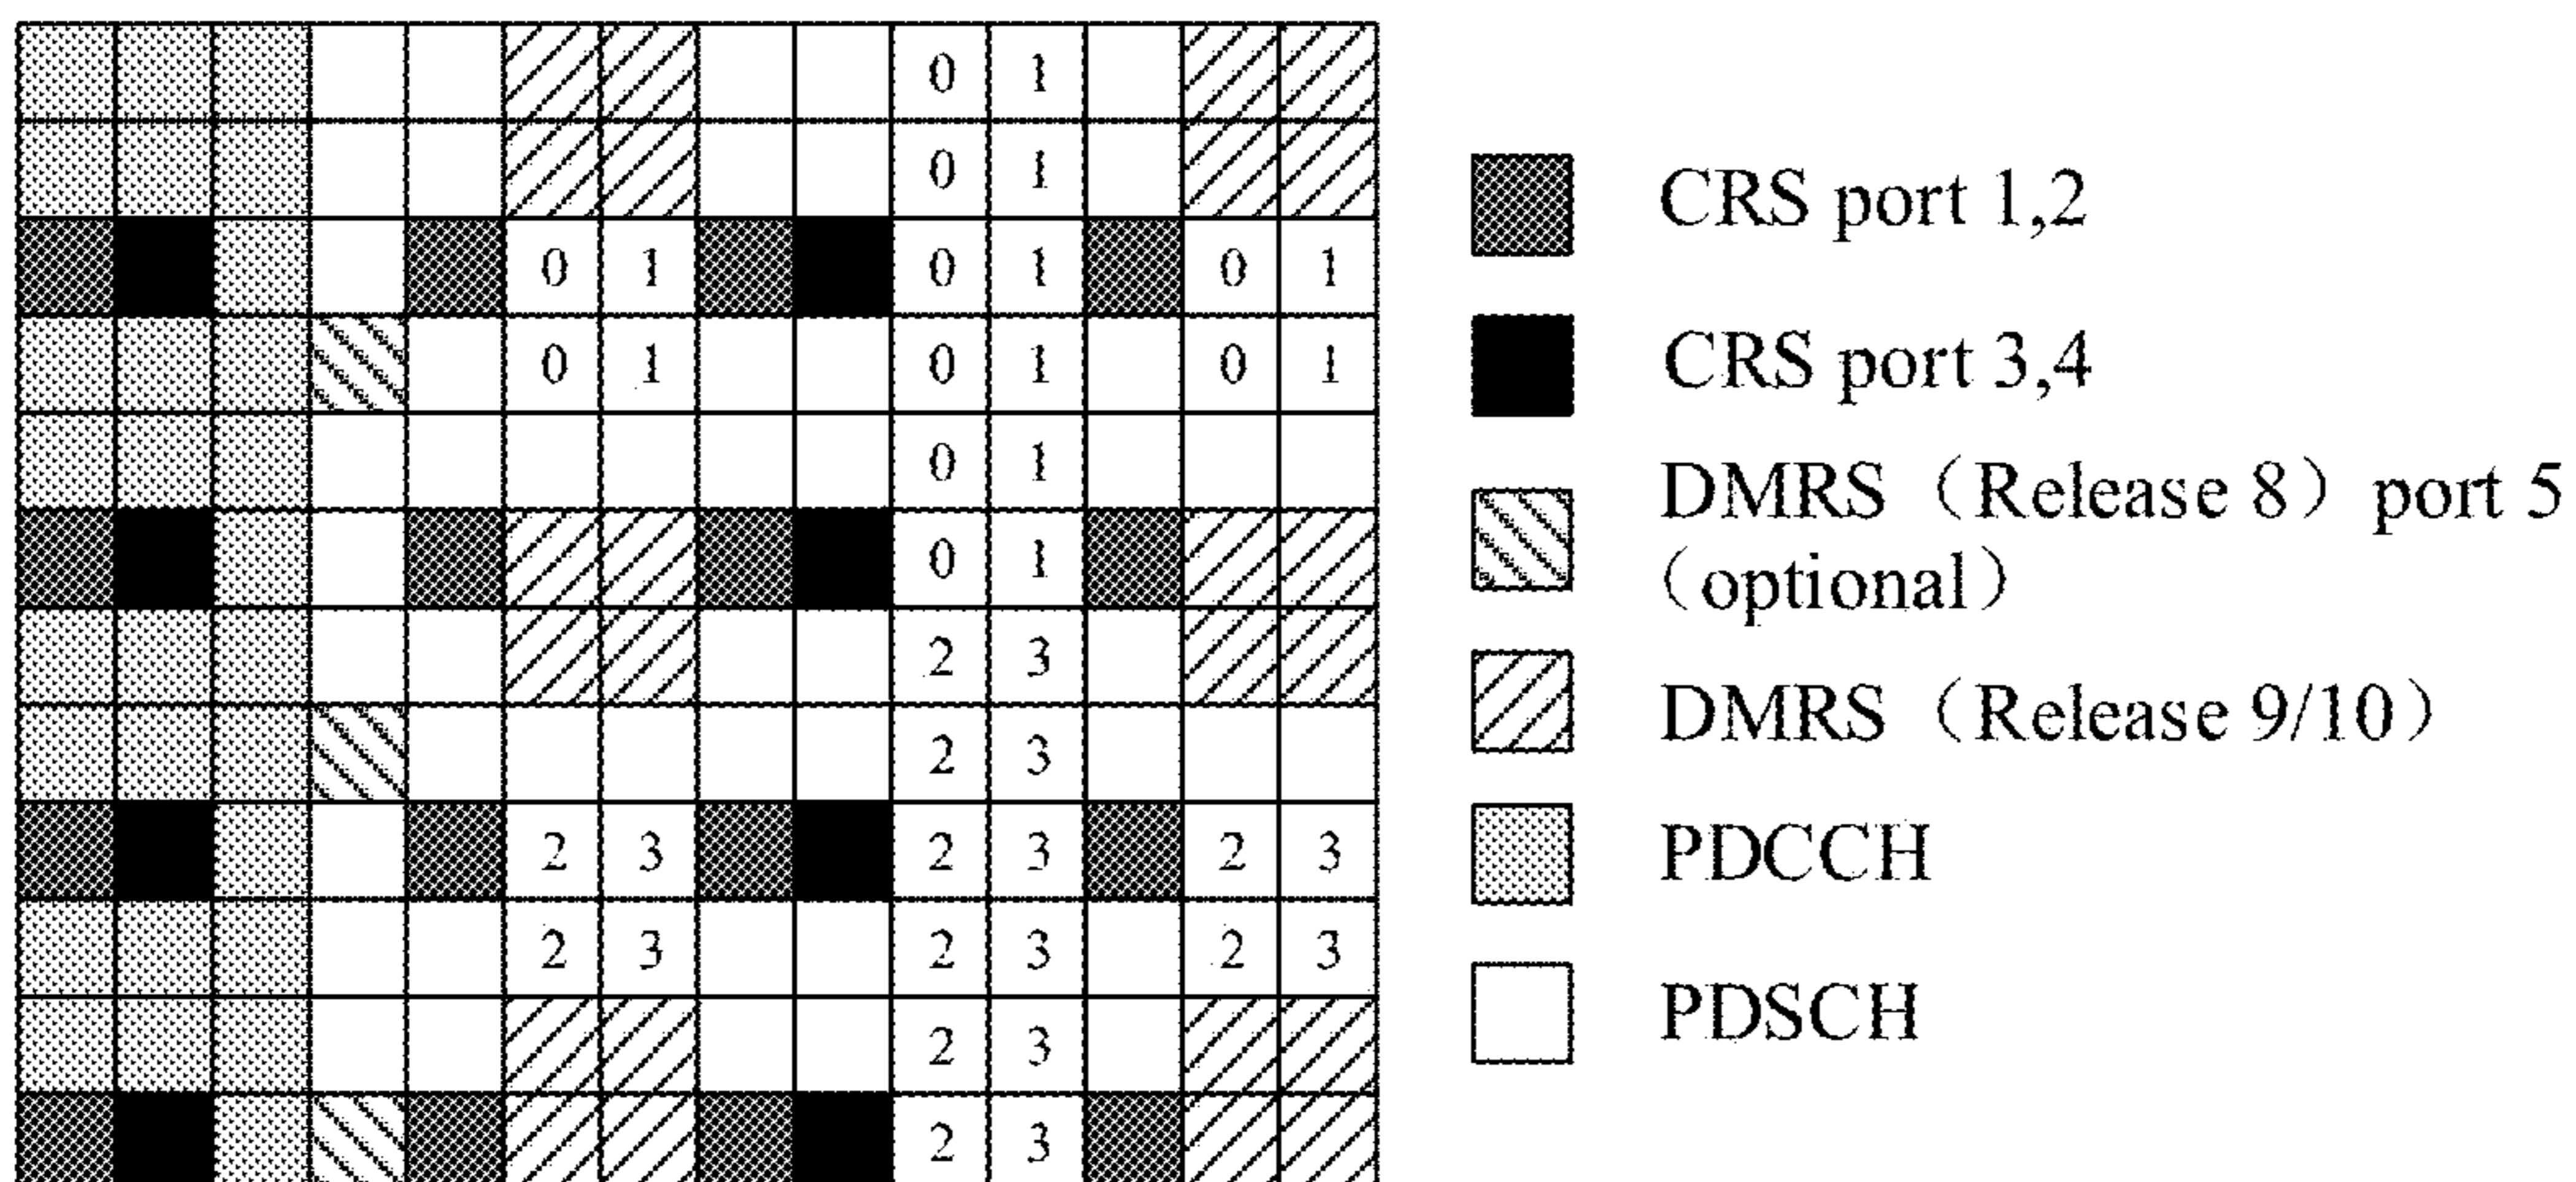 0 1
0 1
0 1 0 1 0 1
0 1 0 1 0 1
0 1
0 1
2 3
2 3
2 3 2 3 2 3
2 3 2 3 2 3
2 3
2 3
CRS port 1,2
CRS port 3,4
DMRS（Release 8）port 5
（optional）
DMRS（Release 9/10）
PDCCH
PDSCH